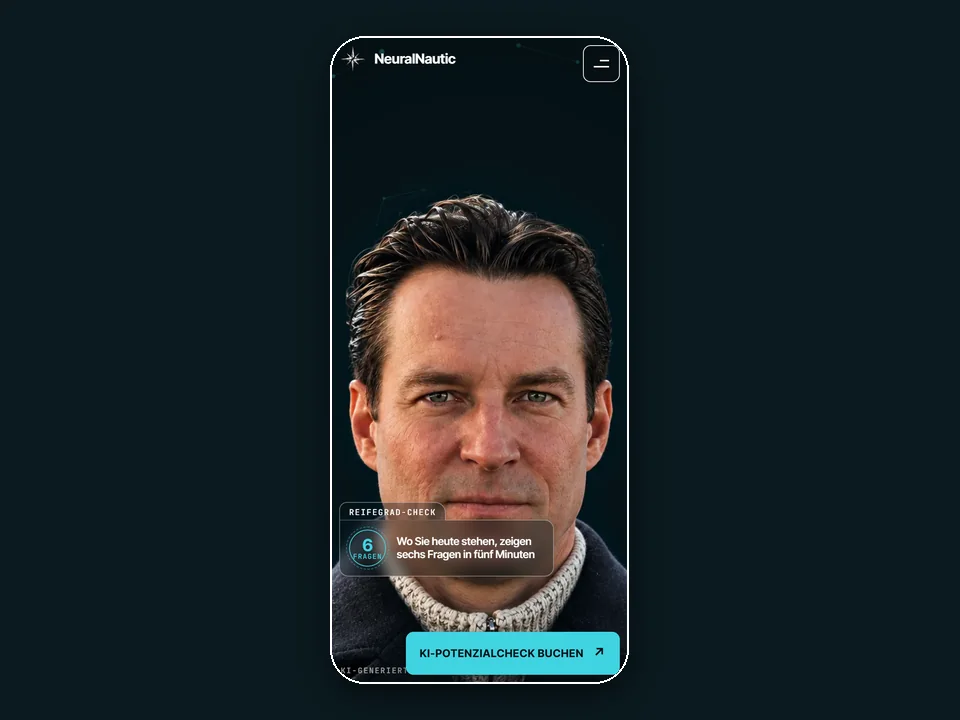 NeuralNautic
REIFEGRAD-CHECK
6
FRAGEN
Wo Sie heute stehen, zeigen
sechs Fragen in fünf Minuten
KI-POTENZIALCHECK BUCHEN
KI-GENERIERT